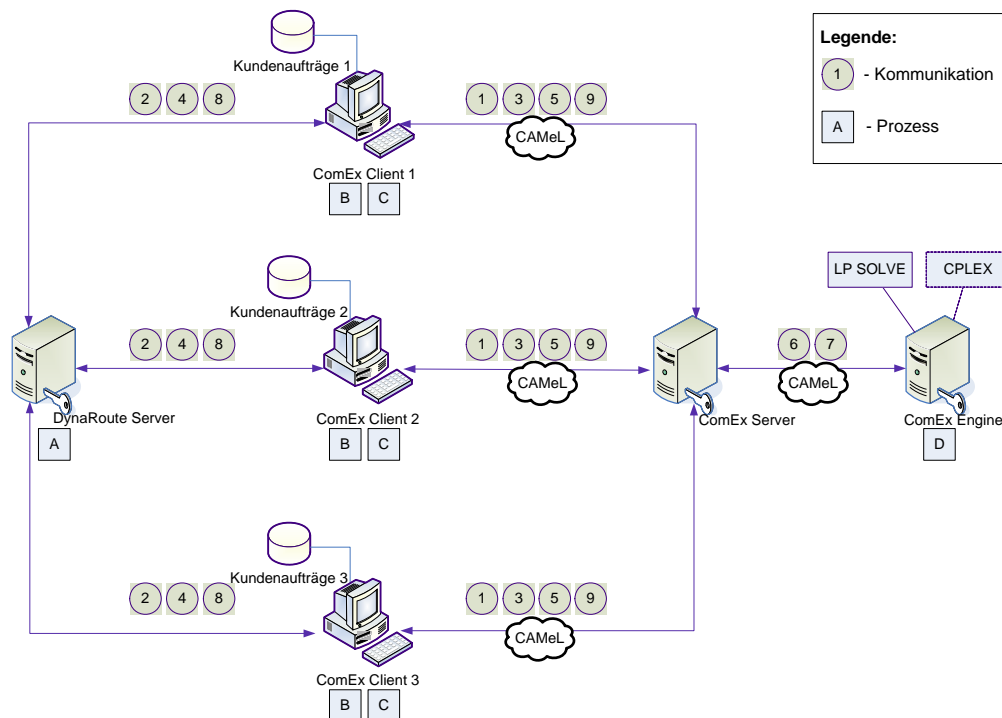 Legende:
1 - Kommunikation
A - Prozess
Kundenaufträge 1
2 4 8
1 3 5 9
CAMeL
ComEx Client 1
B C
LP SOLVE
CPLEX
Kundenaufträge 2
2 4 8
1 3 5 9
CAMeL
6 7
CAMeL
DynaRoute Server
A
ComEx Client 2
B C
ComEx Server
ComEx Engine
D
Kundenaufträge 3
2 4 8
1 3 5 9
CAMeL
ComEx Client 3
B C